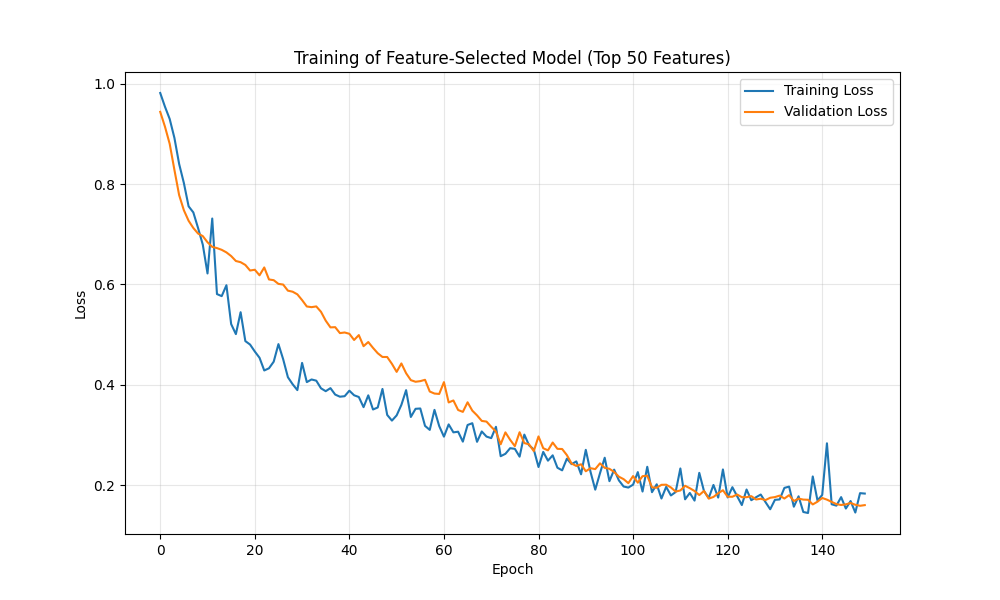 Training of Feature-Selected Model (Top 50 Features)
Training Loss
Validation Loss
1.0
0.8
0.6
0.4
0.2
Loss
0 20 40 60 80 100 120 140
Epoch